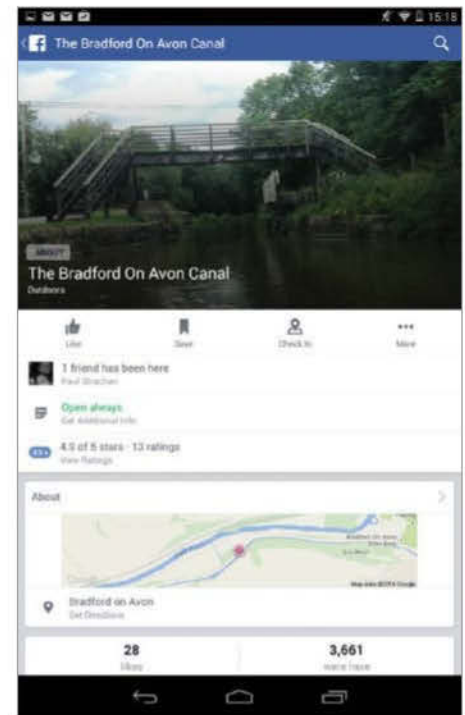 15:18
The Bradford On Avon Canal
ABOUT
The Bradford On Avon Canal
Outdoors
Like Save Check In More
1 friend has been here
Paul Strachan
Open always
Get Additional Info
4.9 of 5 stars · 13 ratings
View Ratings
About
Google
Bradford on Avon
Get Directions
28 3,661
likes were here